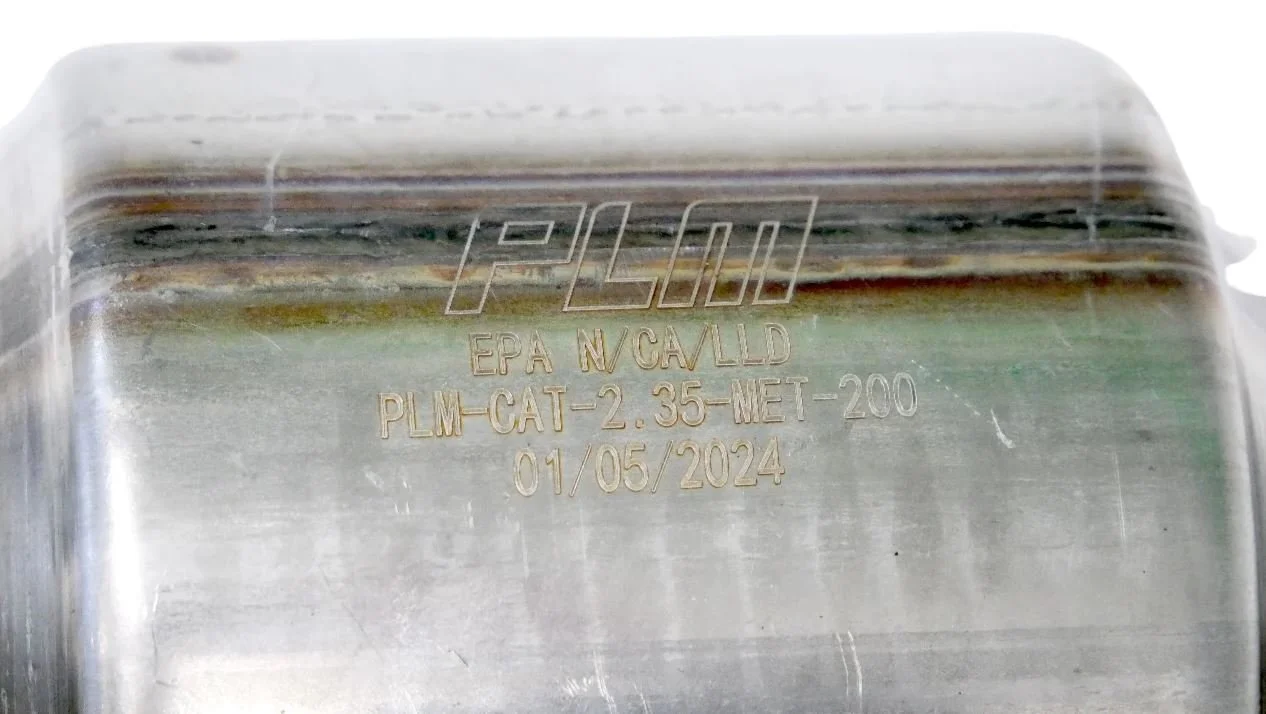 PLM
EPA N/CA/LLD
PLM-CAT-2.35-MET-200
01/05/2024